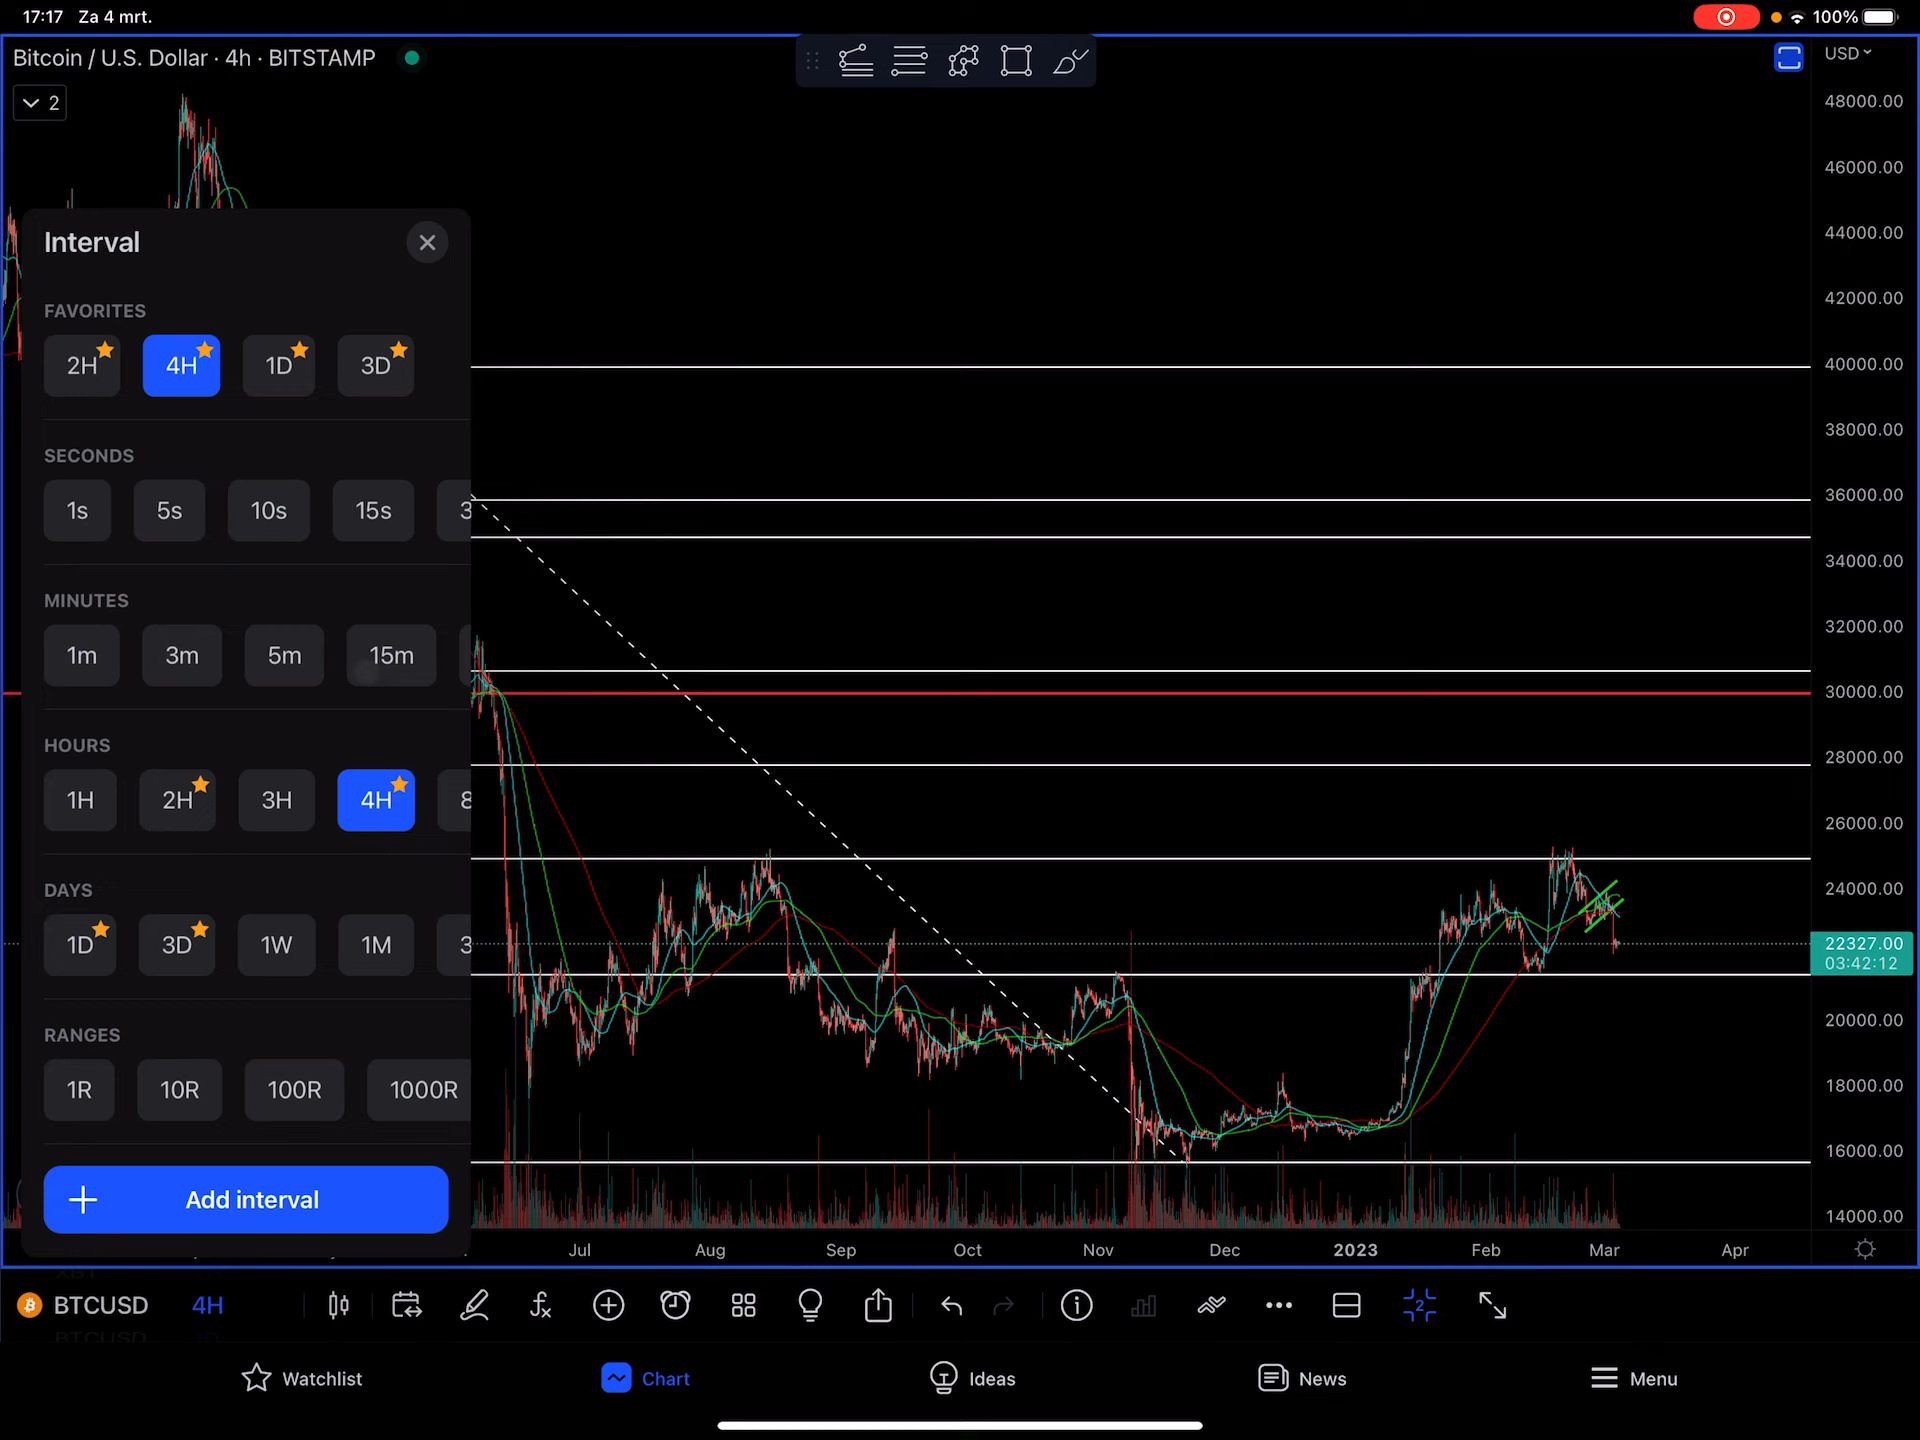 17:17 Za 4 mrt.
100%
Bitcoin / U.S. Dollar · 4h · BITSTAMP
USD
2
48000.00
46000.00
44000.00
42000.00
40000.00
38000.00
36000.00
34000.00
32000.00
30000.00
28000.00
26000.00
24000.00
22327.00
03:42:12
20000.00
18000.00
16000.00
14000.00
Interval
FAVORITES
2H 4H 1D 3D
SECONDS
1s 5s 10s 15s 3
MINUTES
1m 3m 5m 15m
HOURS
1H 2H 3H 4H 8
DAYS
1D 3D 1W 1M 3
RANGES
1R 10R 100R 1000R
Add interval
Jul Aug Sep Oct Nov Dec 2023 Feb Mar Apr
BTCUSD 4H
2
Watchlist Chart Ideas News Menu